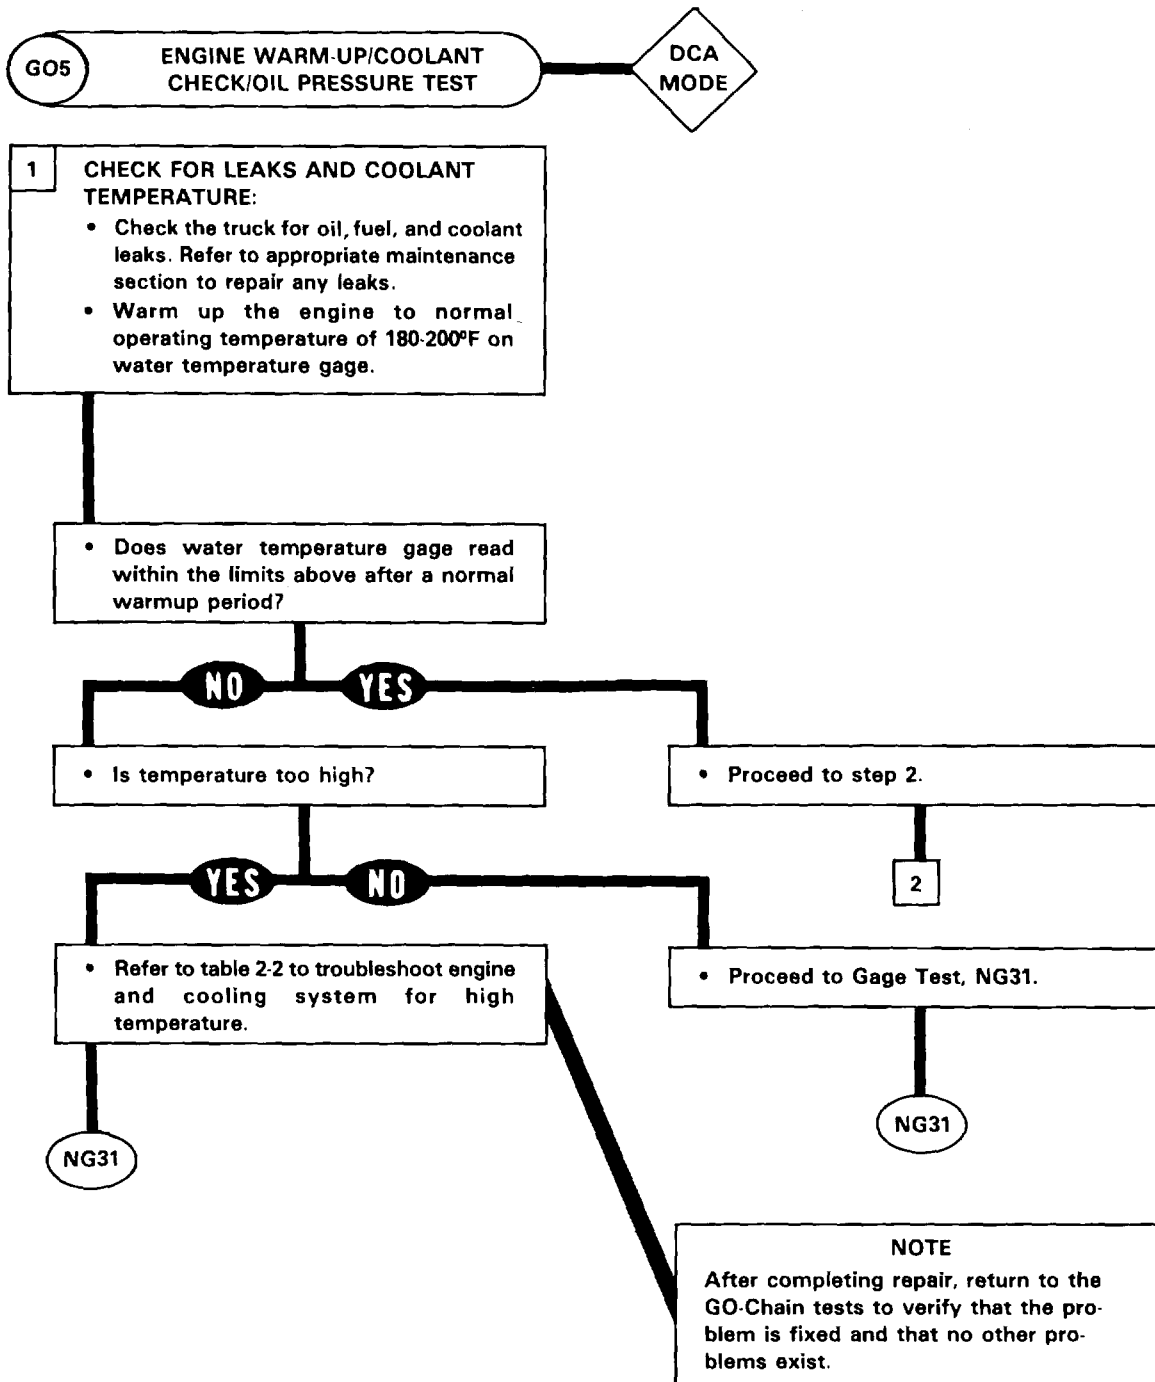 GO5
ENGINE WARM-UP/COOLANT
CHECK/OIL PRESSURE TEST
DCA
MODE
1
CHECK FOR LEAKS AND COOLANT
TEMPERATURE:
• Check the truck for oil, fuel, and coolant
leaks. Refer to appropriate maintenance
section to repair any leaks.
• Warm up the engine to normal
operating temperature of 180-200ºF on
water temperature gage.
• Does water temperature gage read
within the limits above after a normal
warmup period?
NO
YES
• Is temperature too high?
• Proceed to step 2.
YES
NO
2
• Refer to table 2-2 to troubleshoot engine
and cooling system for high
temperature.
• Proceed to Gage Test, NG31.
NG31
NG31
NOTE
After completing repair, return to the
GO-Chain tests to verify that the pro-
blem is fixed and that no other pro-
blems exist.